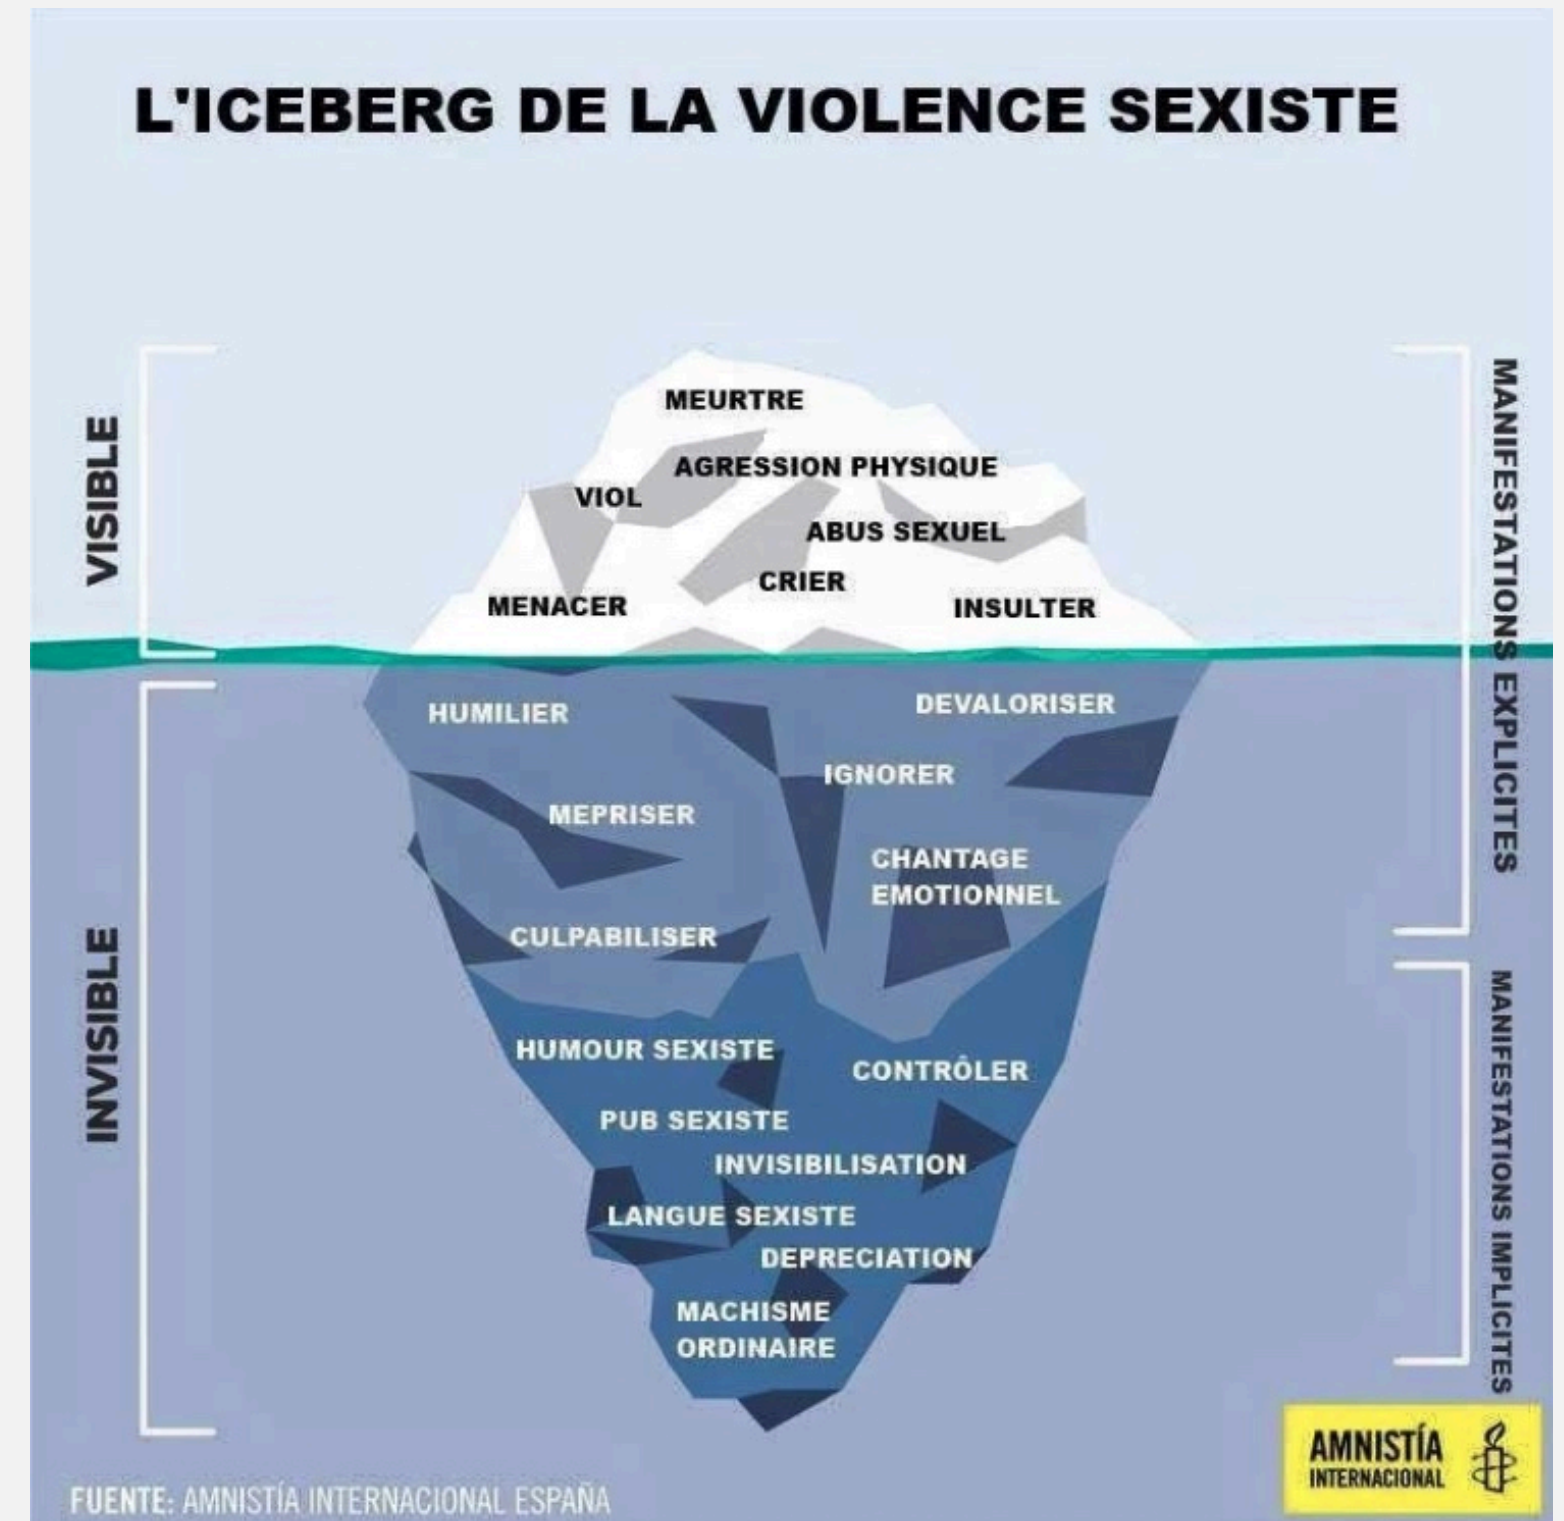 L'ICEBERG DE LA VIOLENCE SEXISTE
VISIBLE
MANIFESTATIONS EXPLICITES
MEURTRE
AGRESSION PHYSIQUE
VIOL
ABUS SEXUEL
CRIER
MENACER
INSULTER
INVISIBLE
HUMILIER
DEVALORISER
IGNORER
MEPRISER
CHANTAGE
EMOTIONNEL
CULPABILISER
MANIFESTATIONS IMPLICITES
HUMOUR SEXISTE
CONTRÔLER
PUB SEXISTE
INVISIBILISATION
LANGUE SEXISTE
DEPRECIATION
MACHISME
ORDINAIRE
AMNISTÍA
INTERNACIONAL
FUENTE: AMNISTÍA INTERNACIONAL ESPAÑA